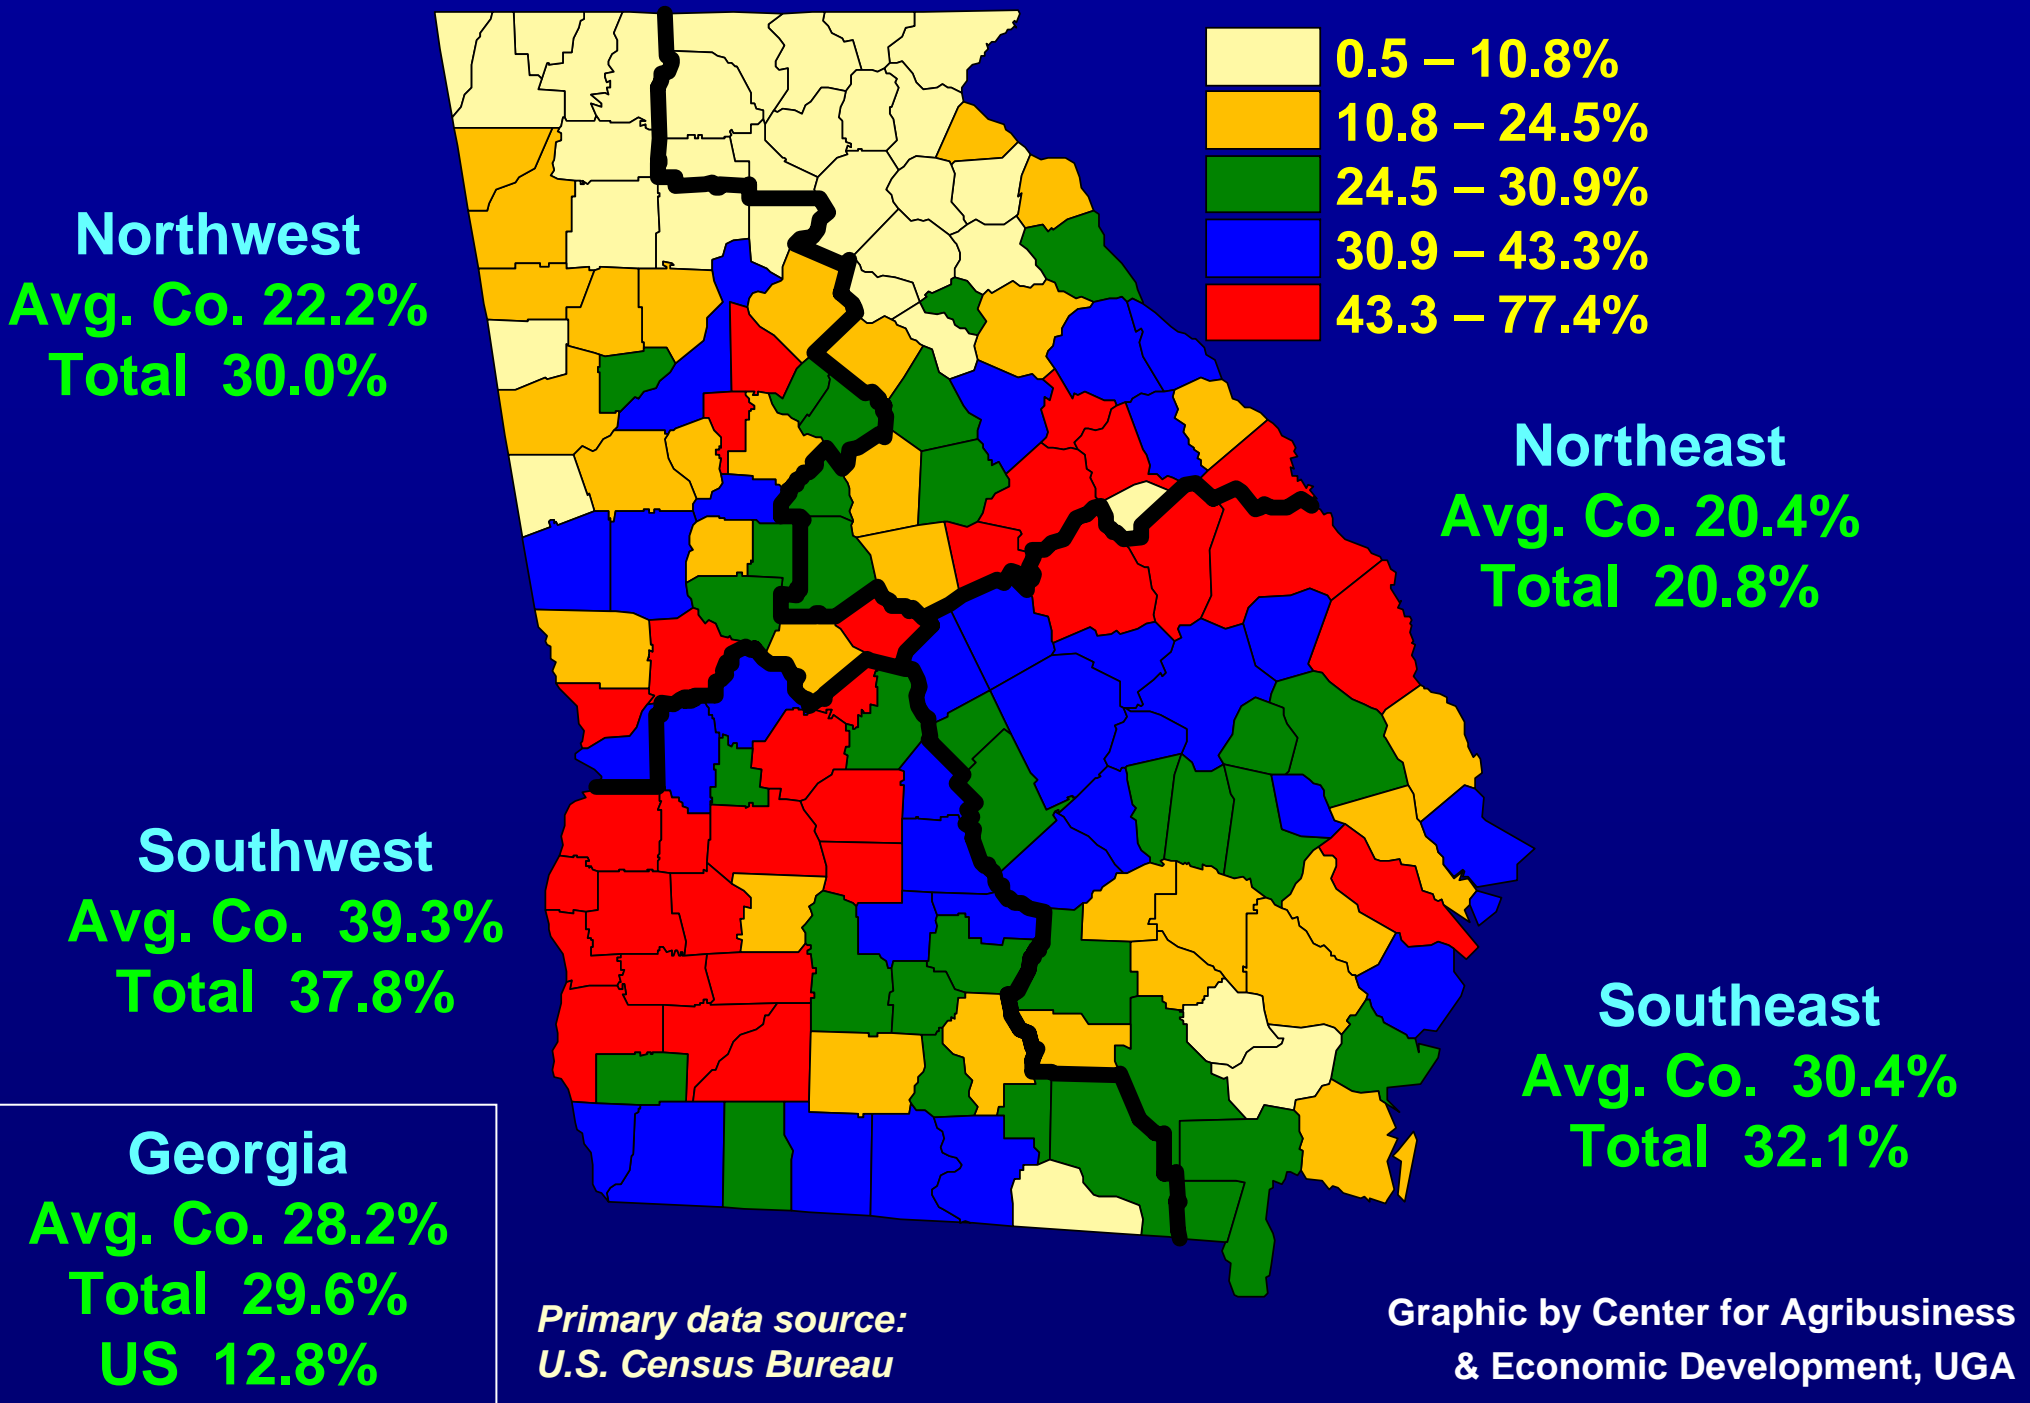 0.5 – 10.8%
10.8 – 24.5%
24.5 – 30.9%
30.9 – 43.3%
43.3 – 77.4%
Northwest
Avg. Co. 22.2%
Total 30.0%
Northeast
Avg. Co. 20.4%
Total 20.8%
Southwest
Avg. Co. 39.3%
Total 37.8%
Southeast
Avg. Co. 30.4%
Total 32.1%
Georgia
Avg. Co. 28.2%
Total 29.6%
US 12.8%
Primary data source:
U.S. Census Bureau
Graphic by Center for Agribusiness
& Economic Development, UGA